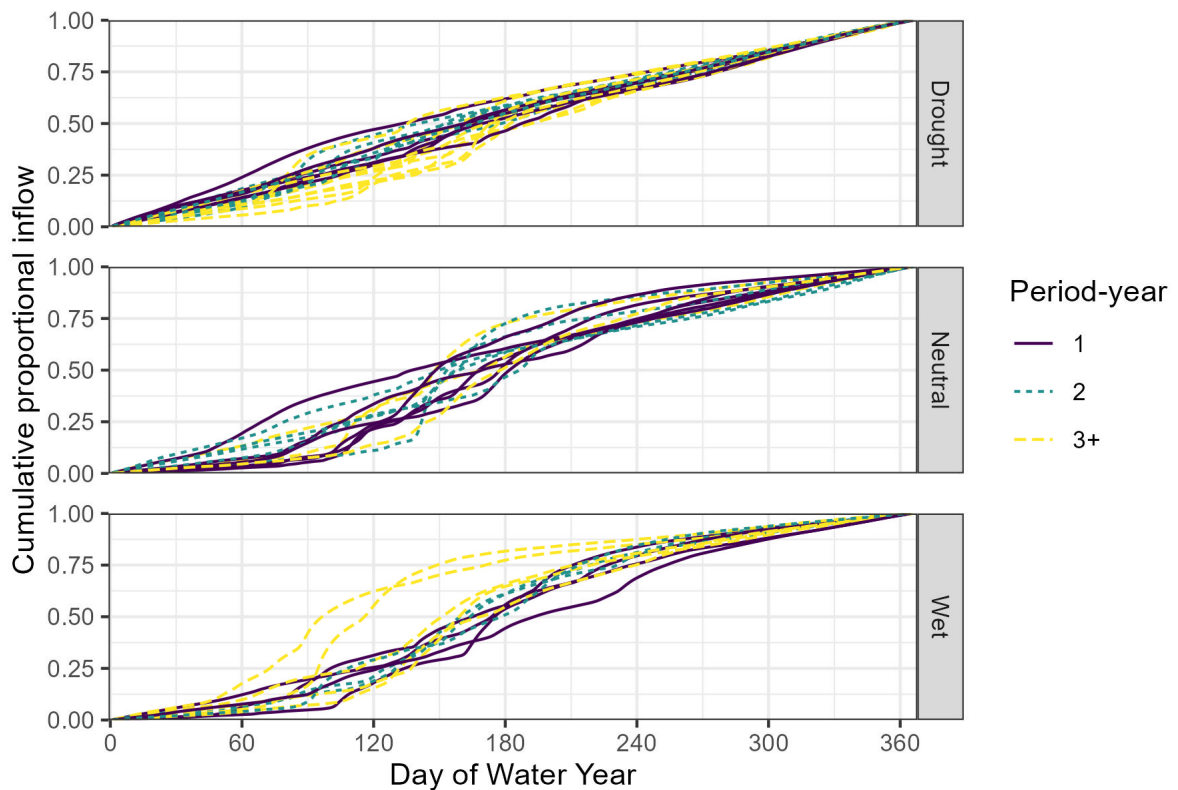 Cumulative proportional inflow
1.00
0.75
0.50
0.25
0.00
Drought
1.00
0.75
0.50
0.25
0.00
Neutral
1.00
0.75
0.50
0.25
0.00
Wet
0 60 120 180 240 300 360
Day of Water Year
Period-year
1
2
3+